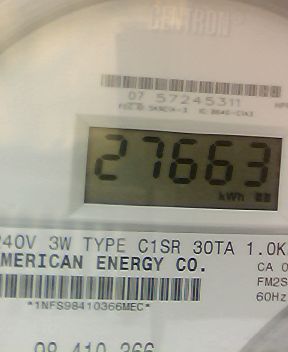 CENTRON
07 57245311
27663
kWh
240V 3W TYPE C1SR 30TA 1.0K
AMERICAN ENERGY CO.
CA 0
FM2S
60Hz
*1NFS98410366MEC*
98 410 366